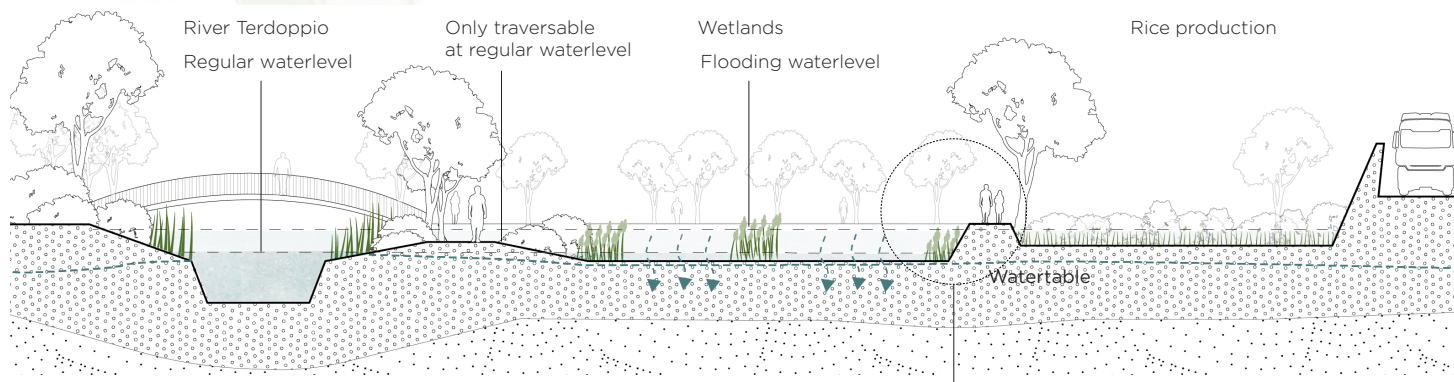 River Terdoppio
Regular waterlevel
Only traversable
at regular waterlevel
Wetlands
Flooding waterlevel
Rice production
Watertable